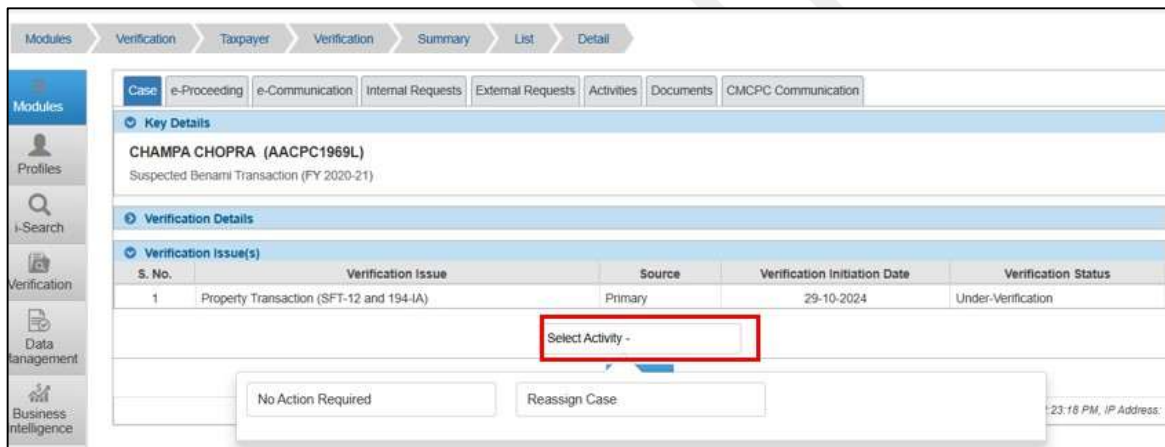 Modules Verification Taxpayer Verification Summary List Detail
Modules
Profiles
i-Search
Verification
Data
Management
Business
Intelligence
Case e-Proceeding e-Communication Internal Requests External Requests Activities Documents CMCPC Communication
Key Details
CHAMPA CHOPRA (AACPC1969L)
Suspected Benami Transaction (FY 2020-21)
Verification Details
Verification Issue(s)
S. No. Verification Issue Source Verification Initiation Date Verification Status
1 Property Transaction (SFT-12 and 194-IA) Primary 29-10-2024 Under-Verification
Select Activity -
No Action Required Reassign Case
:23:18 PM, IP Address: